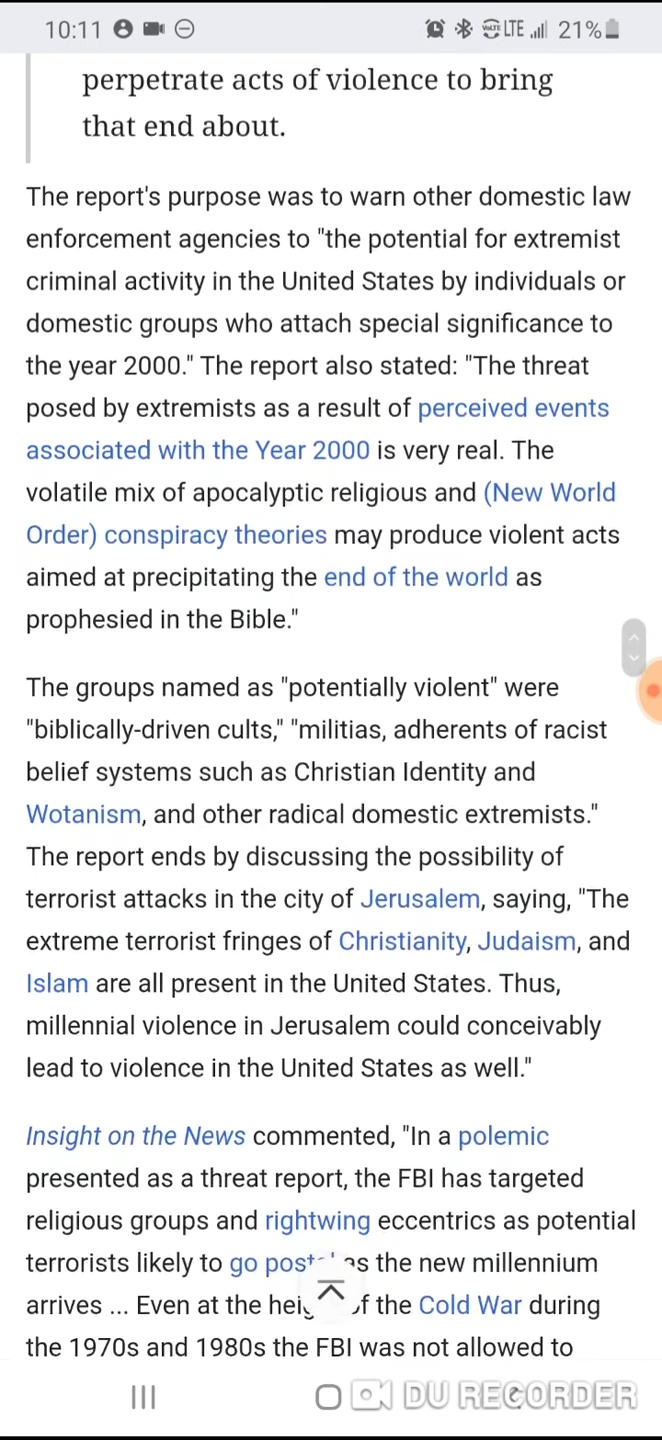 10:11 VoLTE LTE 21%
perpetrate acts of violence to bring
that end about.
The report's purpose was to warn other domestic law
enforcement agencies to "the potential for extremist
criminal activity in the United States by individuals or
domestic groups who attach special significance to
the year 2000." The report also stated: "The threat
posed by extremists as a result of perceived events
associated with the Year 2000 is very real. The
volatile mix of apocalyptic religious and (New World
Order) conspiracy theories may produce violent acts
aimed at precipitating the end of the world as
prophesied in the Bible."
The groups named as "potentially violent" were
"biblically-driven cults," "militias, adherents of racist
belief systems such as Christian Identity and
Wotanism, and other radical domestic extremists."
The report ends by discussing the possibility of
terrorist attacks in the city of Jerusalem, saying, "The
extreme terrorist fringes of Christianity, Judaism, and
Islam are all present in the United States. Thus,
millennial violence in Jerusalem could conceivably
lead to violence in the United States as well."
Insight on the News commented, "In a polemic
presented as a threat report, the FBI has targeted
religious groups and rightwing eccentrics as potential
terrorists likely to go the new millennium
arrives ... Even at the of the Cold War during
the 1970s and 1980s the FBI was not allowed to
DU RECORDER